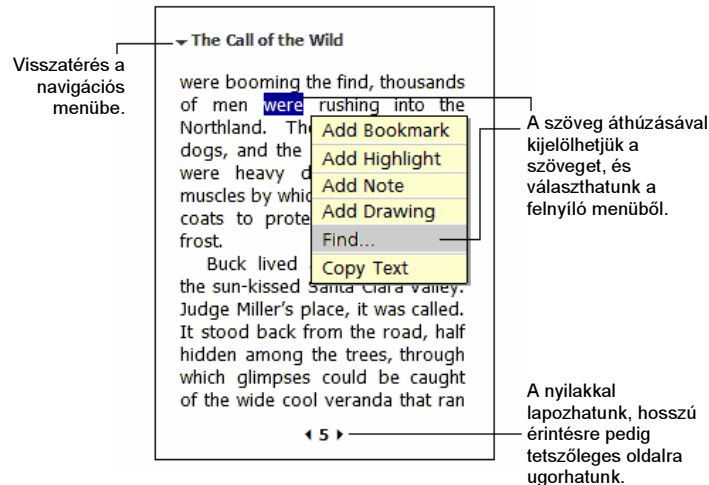 The Call of the Wild
Visszatérés a
navigációs
menübe.
were booming the find, thousands
of men were rushing into the
Northland. The
dogs, and the
were heavy d
muscles by whic
coats to prote
frost.
Buck lived
the sun-kissed Santa Clara Valley.
Judge Miller's place, it was called.
It stood back from the road, half
hidden among the trees, through
which glimpses could be caught
of the wide cool veranda that ran
5
Add Bookmark
Add Highlight
Add Note
Add Drawing
Find...
Copy Text
A szöveg áthúzásával
kijelölhetjük a
szöveget, és
választhatunk a
felnyíló menüből.
A nyilakkal
lapozhatunk, hosszú
érintésre pedig
tetszőleges oldalra
ugorhatunk.